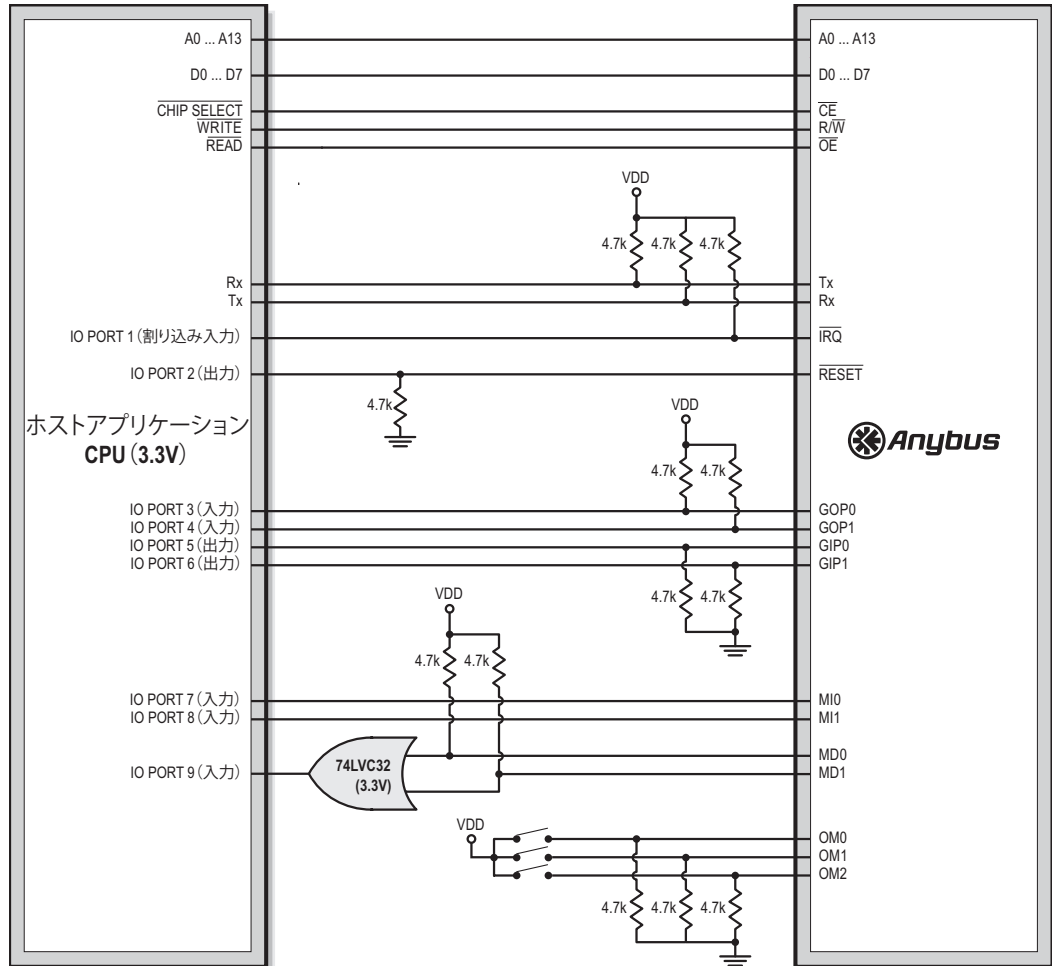 A0 ... A13
A0 ... A13
D0 ... D7
D0 ... D7
CHIP SELECT
CE
WRITE
R/W
READ
OE
VDD
4.7k
4.7k
4.7k
Rx
Tx
Tx
Rx
IO PORT 1（割り込み入力）
IRQ
IO PORT 2（出力）
RESET
4.7k
VDD
ホストアプリケーション
CPU（3.3V）
Anybus
4.7k
4.7k
IO PORT 3（入力）
GOP0
IO PORT 4（入力）
GOP1
IO PORT 5（出力）
GIP0
IO PORT 6（出力）
GIP1
4.7k
4.7k
VDD
4.7k
4.7k
IO PORT 7（入力）
MI0
IO PORT 8（入力）
MI1
MD0
IO PORT 9（入力）
74LVC32
(3.3V)
MD1
VDD
OM0
OM1
OM2
4.7k
4.7k
4.7k